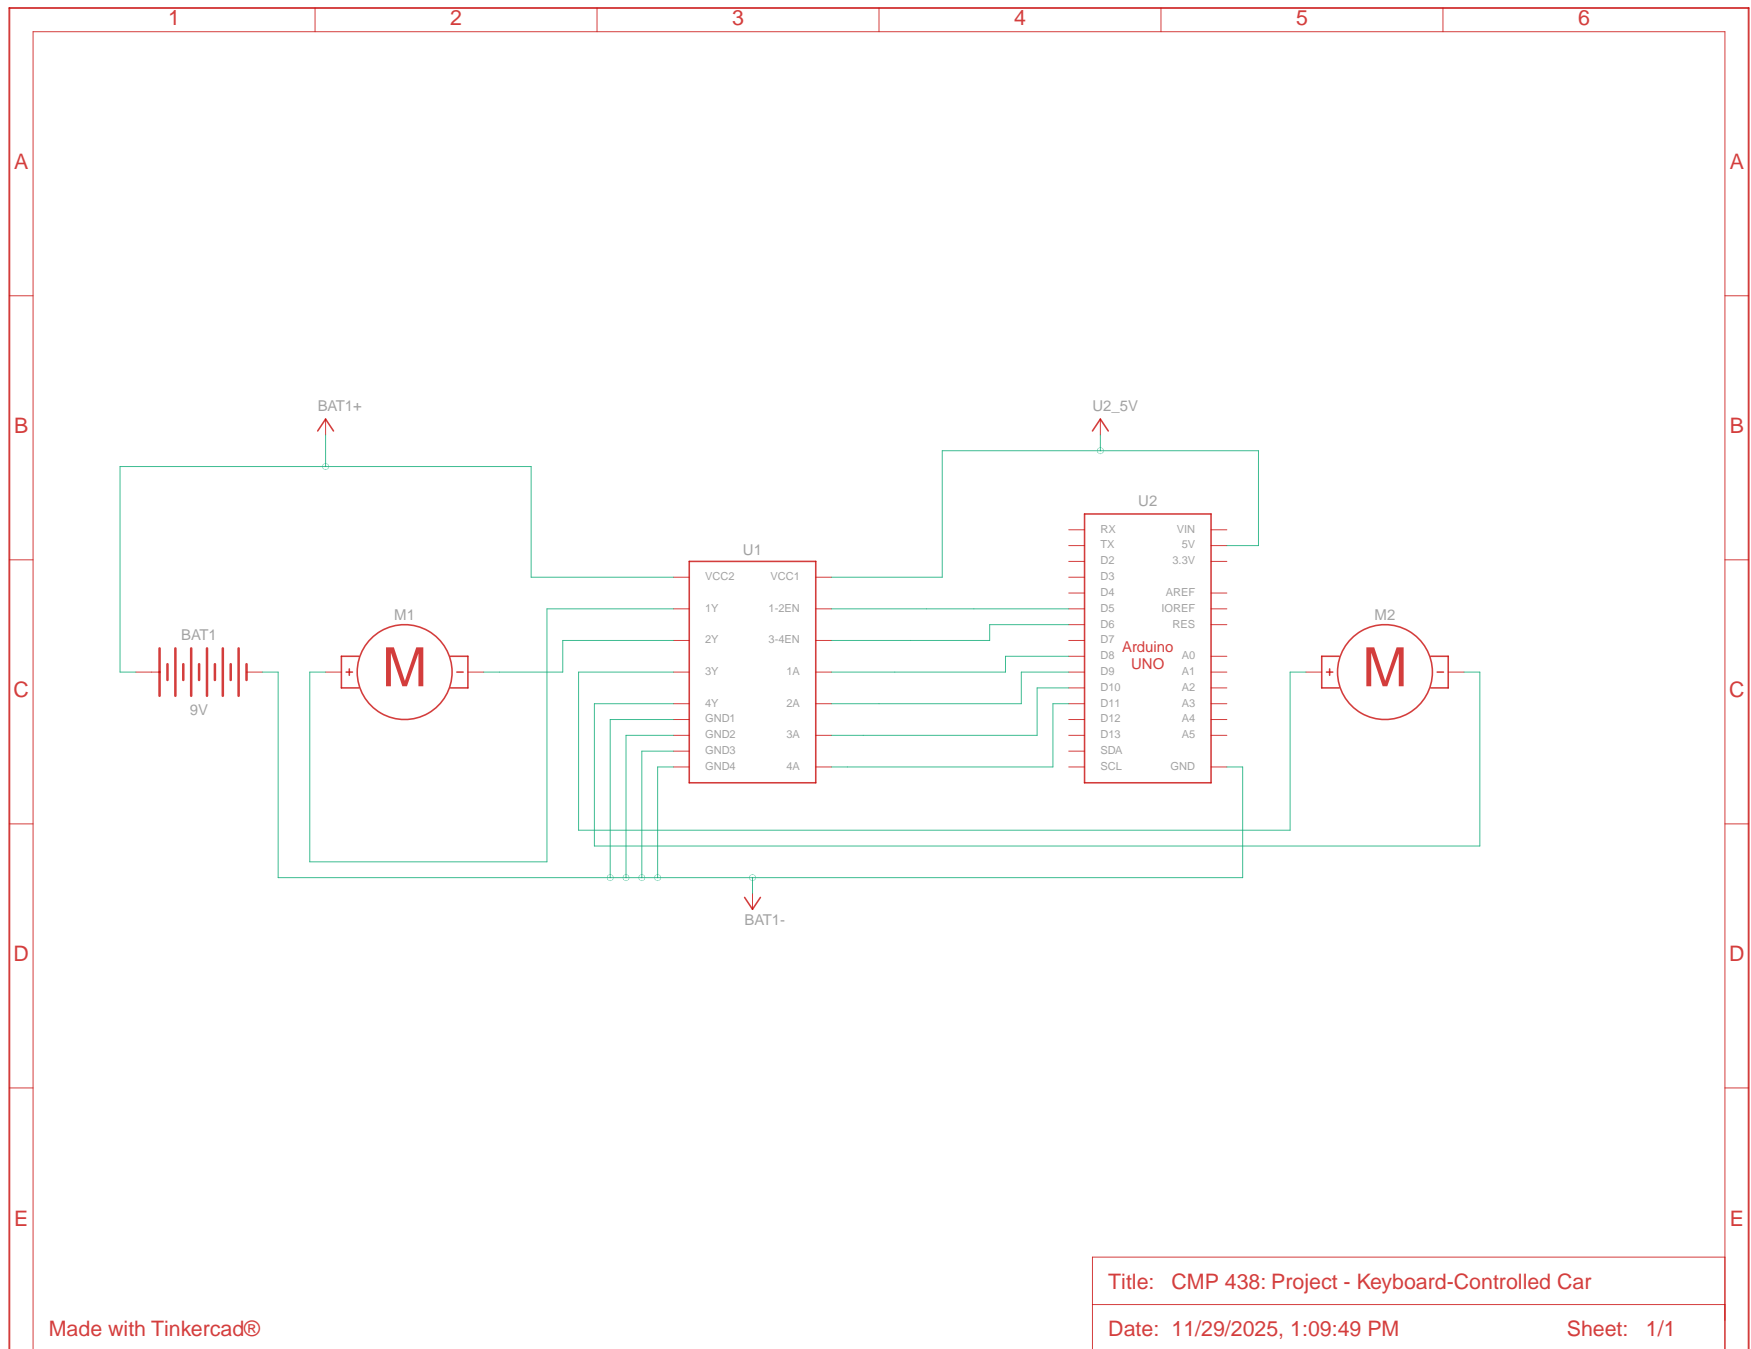 1 2 3 4 5 6
A A
BAT1+ U2_5V
B B
U2
RX VIN
TX 5V
D2 3.3V
U1
D3
VCC2 VCC1
D4 AREF
1Y 1-2EN
D5 IOREF
M1 M2
D6 RES
BAT1
2Y 3-4EN
D7
Arduino
UNO
D8 A0
M M
+ - + -
3Y 1A
D9 A1
C C
D10 A2
9V
4Y 2A
D11 A3
GND1
D12 A4
GND2 3A
D13 A5
GND3
SDA
GND4 4A
SCL GND
BAT1-
D D
E E
Title: CMP 438: Project - Keyboard-Controlled Car
Made with Tinkercad®
Date: 11/29/2025, 1:09:49 PM Sheet: 1/1